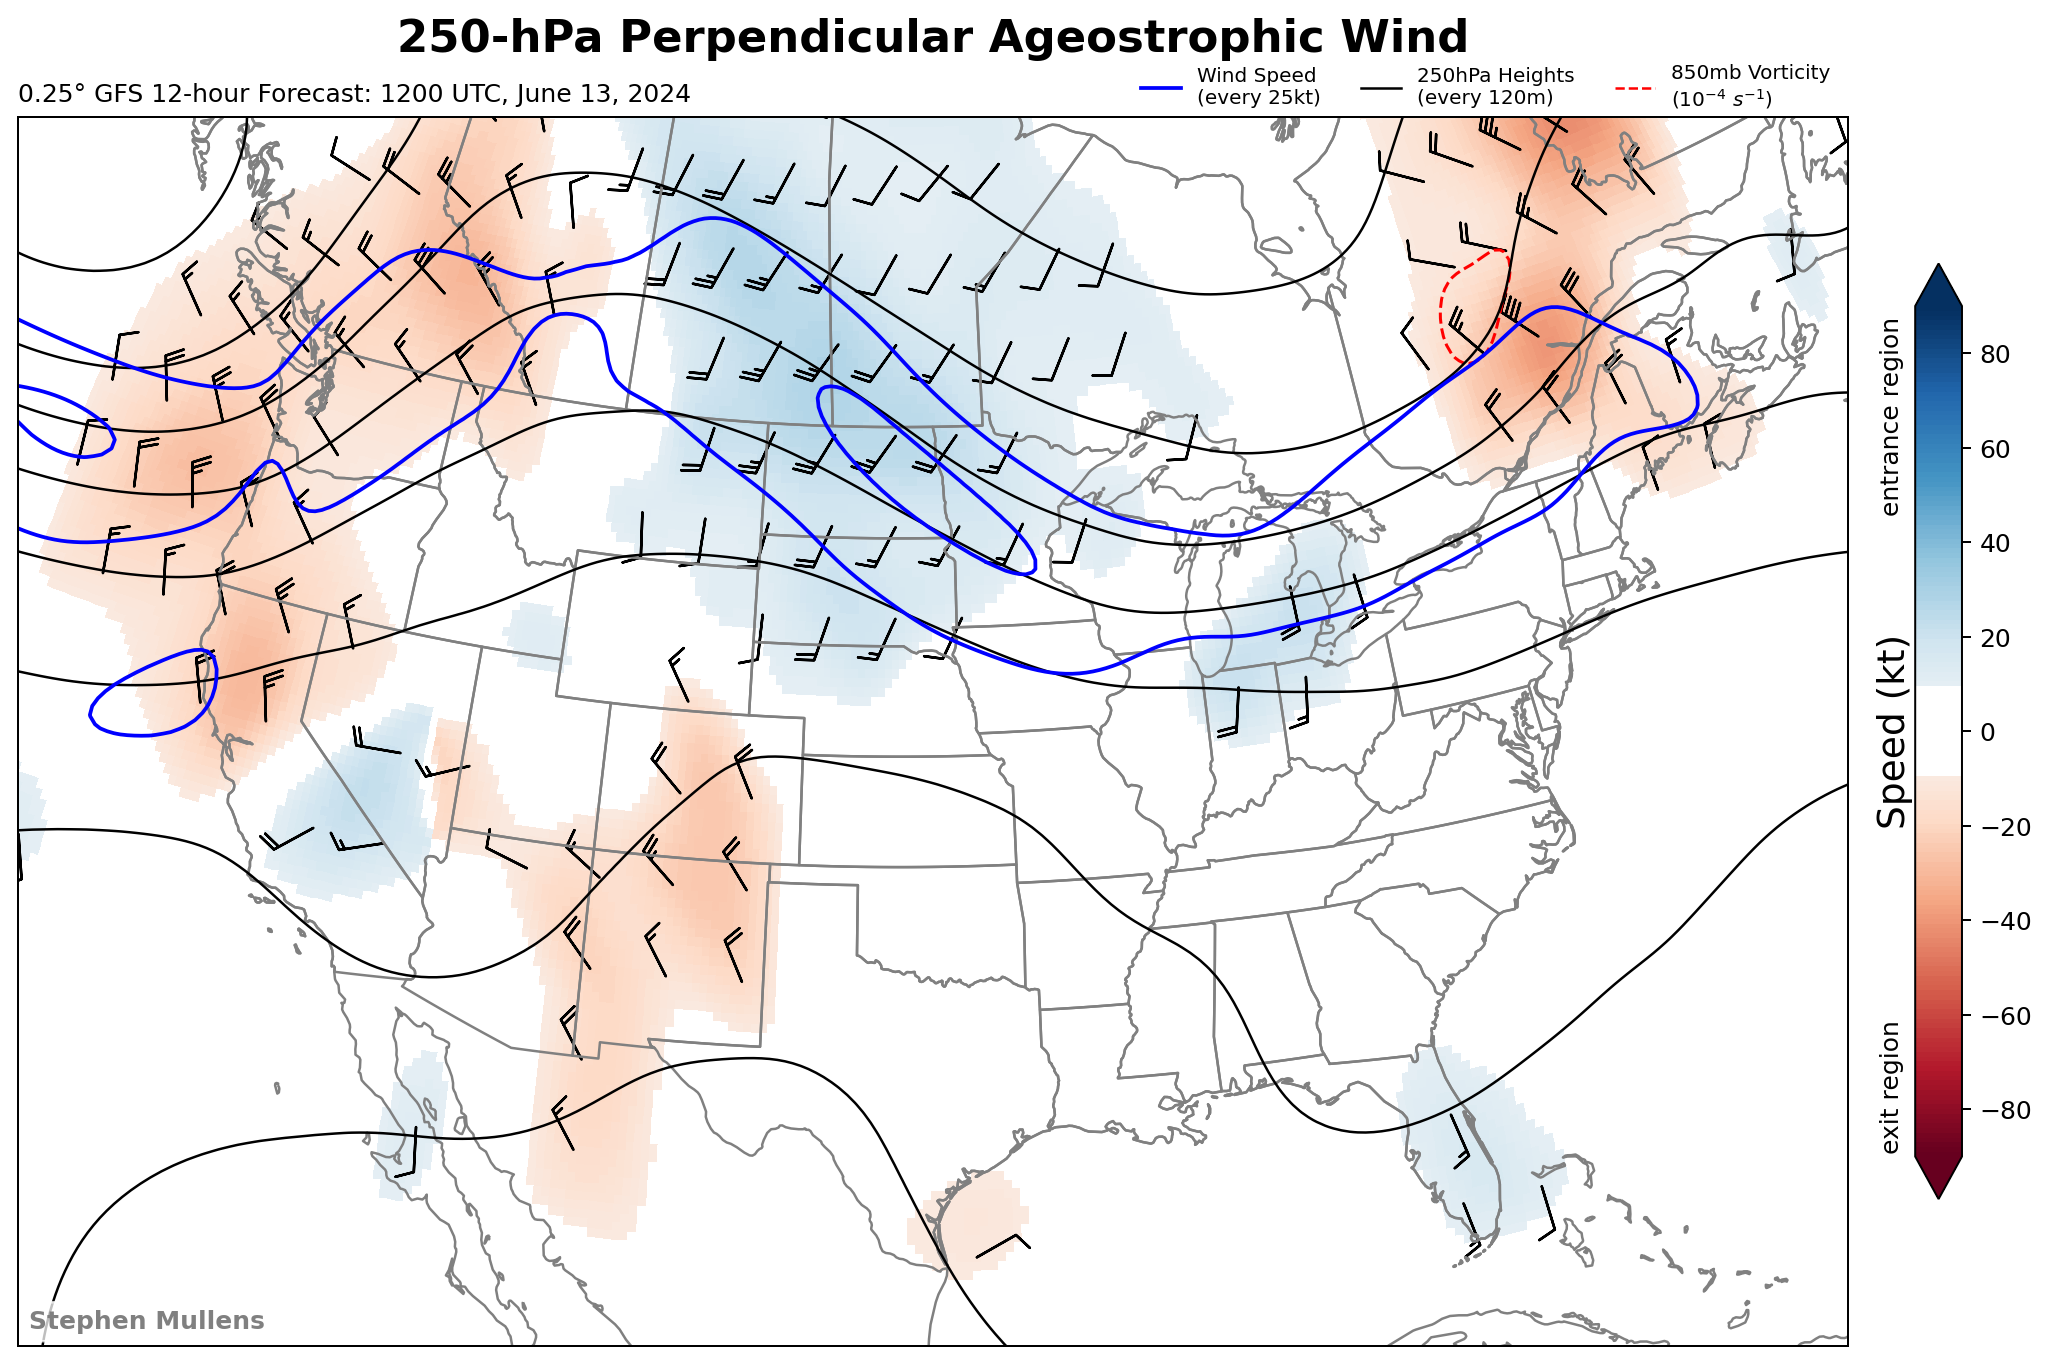 250-hPa Perpendicular Ageostrophic Wind
0.25° GFS 12-hour Forecast: 1200 UTC, June 13, 2024
Wind Speed
(every 25kt)
250hPa Heights
(every 120m)
850mb Vorticity
(10⁻⁴ s⁻¹)
entrance region
Speed (kt)
exit region
80
60
40
20
0
−20
−40
−60
−80
Stephen Mullens